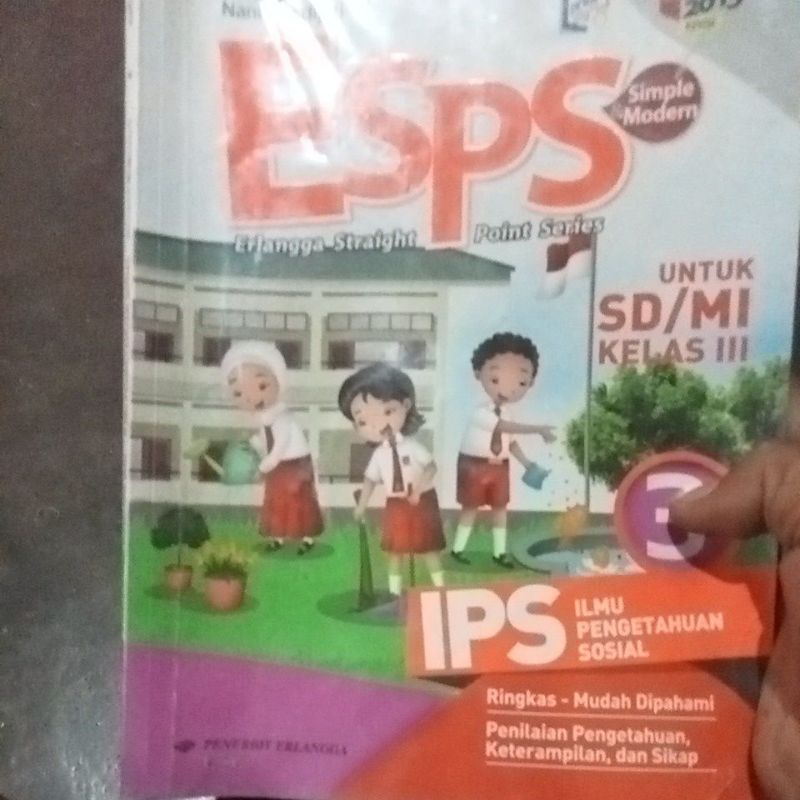 ESPS
Simple
Modern
Erlangga Straight Point Series
UNTUK
SD/MI
KELAS III
3
IPS
ILMU
PENGETAHUAN
SOSIAL
Ringkas - Mudah Dipahami
Penilaian Pengetahuan,
Keterampilan, dan Sikap
PENERBIT ERLANGGA